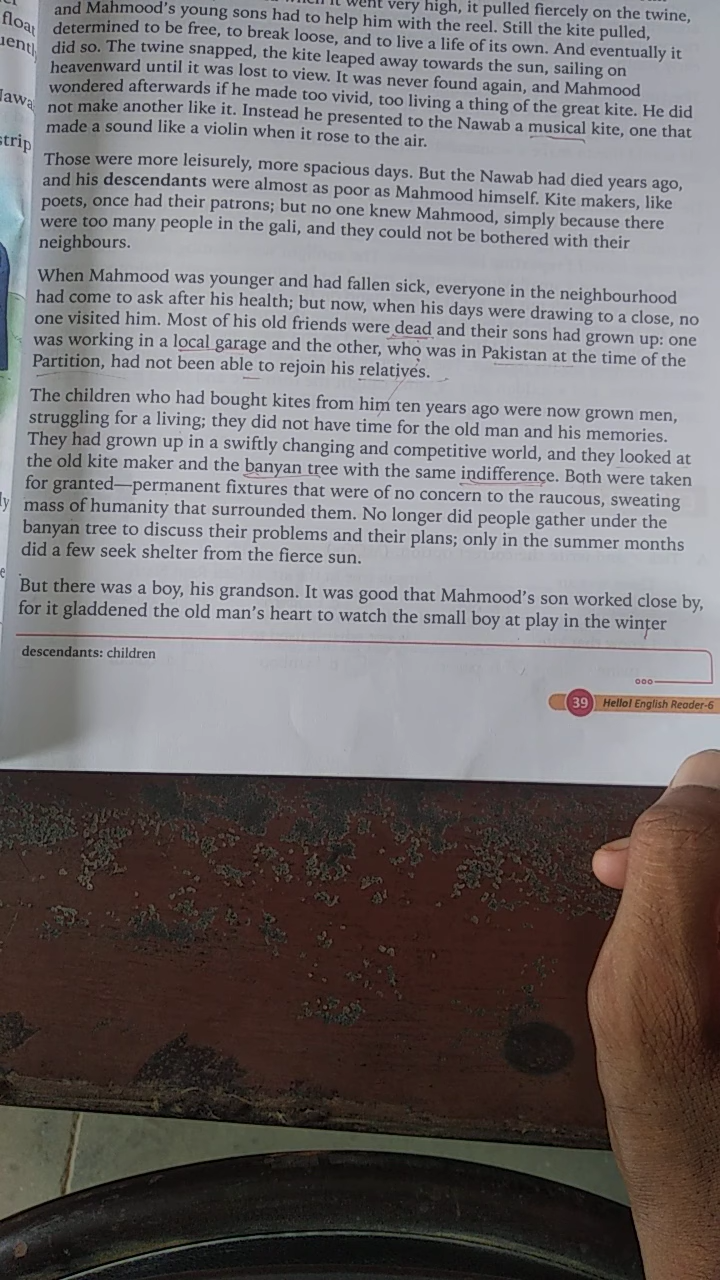 float
it went very high, it pulled fiercely on the twine,
and Mahmood's young sons had to help him with the reel. Still the kite pulled,
determined to be free, to break loose, and to live a life of its own. And eventually it
did so. The twine snapped, the kite leaped away towards the sun, sailing on
heavenward until it was lost to view. It was never found again, and Mahmood
wondered afterwards if he made too vivid, too living a thing of the great kite. He did
not make another like it. Instead he presented to the Nawab a musical kite, one that
made a sound like a violin when it rose to the air.
strip
Those were more leisurely, more spacious days. But the Nawab had died years ago,
and his descendants were almost as poor as Mahmood himself. Kite makers, like
poets, once had their patrons; but no one knew Mahmood, simply because there
were too many people in the gali, and they could not be bothered with their
neighbours.
When Mahmood was younger and had fallen sick, everyone in the neighbourhood
had come to ask after his health; but now, when his days were drawing to a close, no
one visited him. Most of his old friends were dead and their sons had grown up: one
was working in a local garage and the other, who was in Pakistan at the time of the
Partition, had not been able to rejoin his relatives.
The children who had bought kites from him ten years ago were now grown men,
struggling for a living; they did not have time for the old man and his memories.
They had grown up in a swiftly changing and competitive world, and they looked at
the old kite maker and the banyan tree with the same indifference. Both were taken
for granted—permanent fixtures that were of no concern to the raucous, sweating
mass of humanity that surrounded them. No longer did people gather under the
banyan tree to discuss their problems and their plans; only in the summer months
did a few seek shelter from the fierce sun.
But there was a boy, his grandson. It was good that Mahmood's son worked close by,
for it gladdened the old man's heart to watch the small boy at play in the winter
descendants: children
39 Hello! English Reader-6